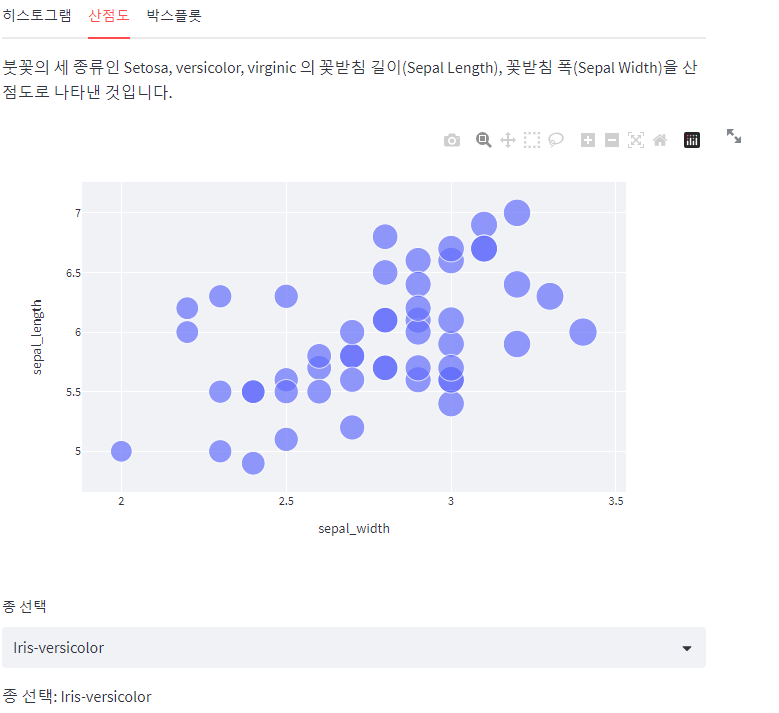 히스토그램 산점도 박스플롯
붓꽃의 세 종류인 Setosa, versicolor, virginic 의 꽃받침 길이(Sepal Length), 꽃받침 폭(Sepal Width)을 산
점도로 나타낸 것입니다.
7
6.5
6
5.5
5
sepal_length
2 2.5 3 3.5
sepal_width
종 선택
Iris-versicolor
종 선택: Iris-versicolor